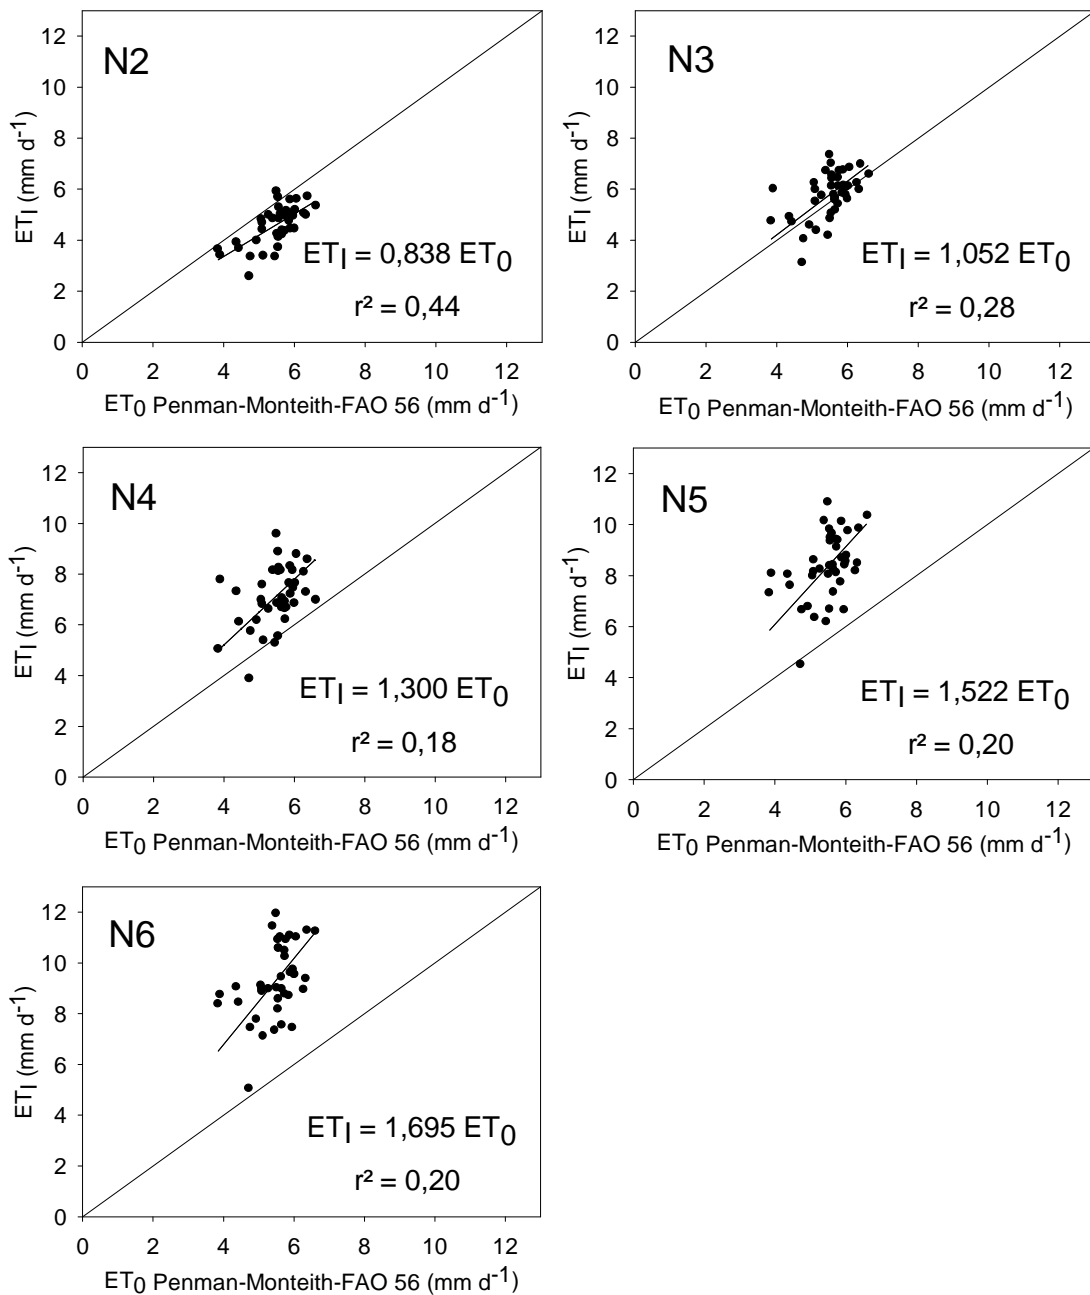 N2
12
10
8
6
4
2
0
ETI (mm d⁻¹)
ETI = 0,838 ET0
r² = 0,44
0 2 4 6 8 10 12
ET0 Penman-Monteith-FAO 56 (mm d⁻¹)
N3
12
10
8
6
4
2
0
ETI (mm d⁻¹)
ETI = 1,052 ET0
r² = 0,28
0 2 4 6 8 10 12
ET0 Penman-Monteith-FAO 56 (mm d⁻¹)
N4
12
10
8
6
4
2
0
ETI (mm d⁻¹)
ETI = 1,300 ET0
r² = 0,18
0 2 4 6 8 10 12
ET0 Penman-Monteith-FAO 56 (mm d⁻¹)
N5
12
10
8
6
4
2
0
ETI (mm d⁻¹)
ETI = 1,522 ET0
r² = 0,20
0 2 4 6 8 10 12
ET0 Penman-Monteith-FAO 56 (mm d⁻¹)
N6
12
10
8
6
4
2
0
ETI (mm d⁻¹)
ETI = 1,695 ET0
r² = 0,20
0 2 4 6 8 10 12
ET0 Penman-Monteith-FAO 56 (mm d⁻¹)